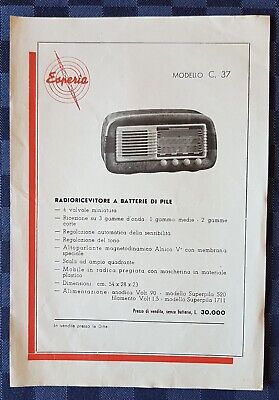 Esperia
MODELLO C. 37
RADIORICEVITORE A BATTERIE DI PILE
— 4 valvole miniatura
— Ricezione su 3 gamme d'onda: 1 gamma medie - 2 gamme
corte
— Regolazione automatica della sensibilità
— Regolazione del tono
— Altoparlante magnetodinamico Alnico V° con membrana
speciale
— Scala ad ampio quadrante
— Mobile in radica pregiata con mascherina in materiale
plastico
— Dimensioni: cm. 54 x 28 x 23
— Alimentazione: anodica Volt 90 - modello Superpila 520
filamento Volt 1,5 - modello Superpila 1711
Prezzo di vendita, senza Batterie, L. 30.000
In vendita presso la Ditta: